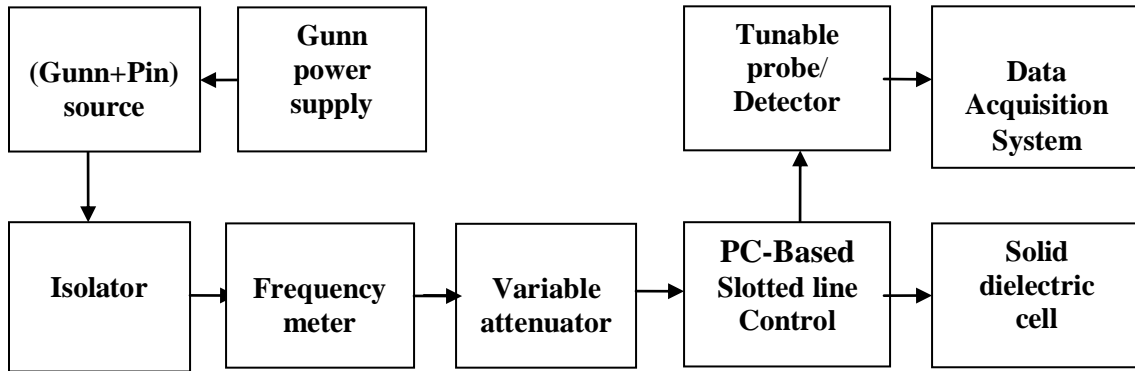 (Gunn+Pin)
source
Gunn
power
supply
Tunable
probe/
Detector
Data
Acquisition
System
Isolator
Frequency
meter
Variable
attenuator
PC-Based
Slotted line
Control
Solid
dielectric
cell